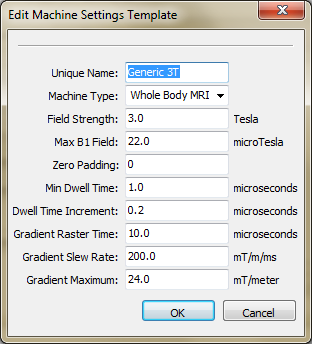 Edit Machine Settings Template
Unique Name: Generic 3T
Machine Type: Whole Body MRI
Field Strength: 3.0 Tesla
Max B1 Field: 22.0 microTesla
Zero Padding: 0
Min Dwell Time: 1.0 microseconds
Dwell Time Increment: 0.2 microseconds
Gradient Raster Time: 10.0 microseconds
Gradient Slew Rate: 200.0 mT/m/ms
Gradient Maximum: 24.0 mT/meter
OK Cancel